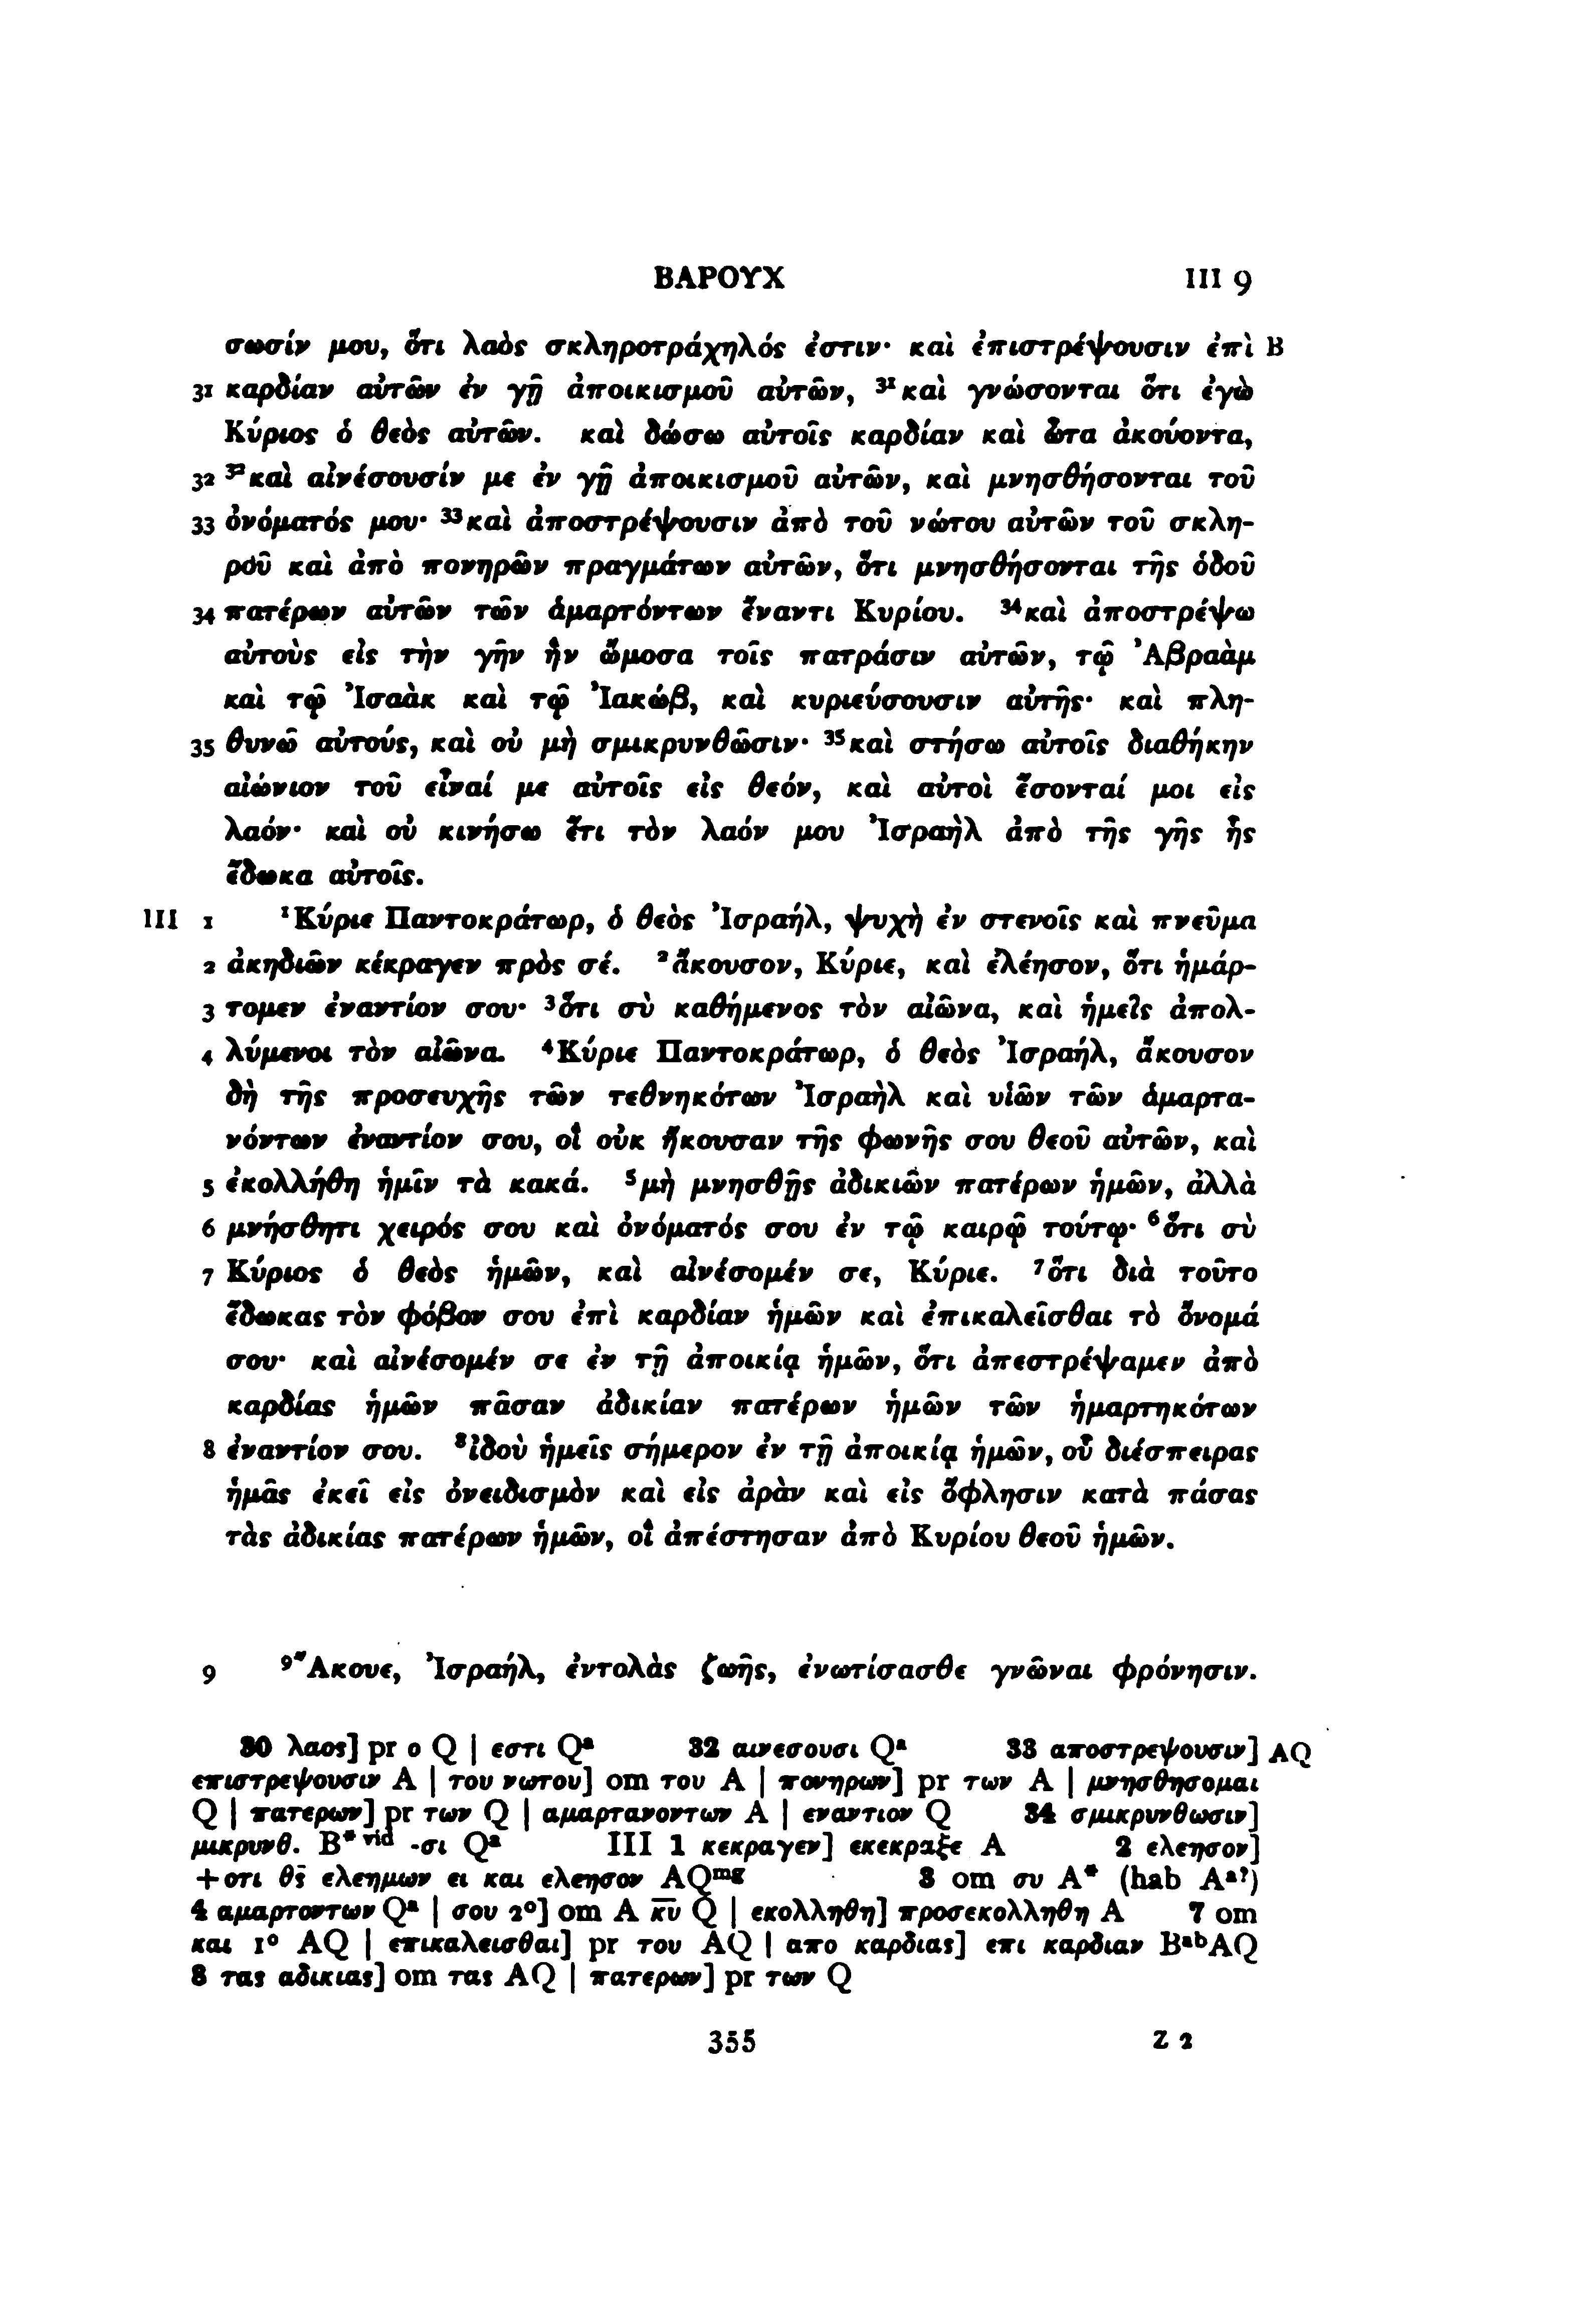 ΒΑΡΟΥΧ III 9
σωσίν μου, ὅτι λαὸς σκληροτράχηλός ἐστιν· καὶ ἐπιστρέψουσιν ἐπὶ B
31 καρδίαν αὐτῶν ἐν γῇ ἀποικισμοῦ αὐτῶν, ³¹καὶ γνώσονται ὅτι ἐγὼ
Κύριος ὁ θεὸς αὐτῶν. καὶ δώσω αὐτοῖς καρδίαν καὶ ὦτα ἀκούοντα,
32 ³²καὶ αἰνέσουσίν με ἐν γῇ ἀποικισμοῦ αὐτῶν, καὶ μνησθήσονται τοῦ
33 ὀνόματός μου· ³³καὶ ἀποστρέψουσιν ἀπὸ τοῦ νώτου αὐτῶν τοῦ σκλη-
ροῦ καὶ ἀπὸ πονηρῶν πραγμάτων αὐτῶν, ὅτι μνησθήσονται τῆς ὁδοῦ
34 πατέρων αὐτῶν τῶν ἁμαρτόντων ἔναντι Κυρίου. ³⁴καὶ ἀποστρέψω
αὐτοὺς εἰς τὴν γῆν ἣν ὤμοσα τοῖς πατράσιν αὐτῶν, τῷ Ἀβραὰμ
καὶ τῷ Ἰσαὰκ καὶ τῷ Ἰακώβ, καὶ κυριεύσουσιν αὐτῆς· καὶ πλη-
35 θυνῶ αὐτούς, καὶ οὐ μὴ σμικρυνθῶσιν· ³⁵καὶ στήσω αὐτοῖς διαθήκην
αἰώνιον τοῦ εἶναί με αὐτοῖς εἰς θεόν, καὶ αὐτοὶ ἔσονταί μοι εἰς
λαόν· καὶ οὐ κινήσω ἔτι τὸν λαόν μου Ἰσραὴλ ἀπὸ τῆς γῆς ἧς
ἔδωκα αὐτοῖς.
III 1 ¹Κύριε Παντοκράτωρ, ὁ θεὸς Ἰσραήλ, ψυχὴ ἐν στενοῖς καὶ πνεῦμα
2 ἀκηδιῶν κέκραγεν πρὸς σέ. ²ἄκουσον, Κύριε, καὶ ἐλέησον, ὅτι ἡμάρ-
3 τομεν ἐναντίον σου· ³ὅτι σὺ καθήμενος τὸν αἰῶνα, καὶ ἡμεῖς ἀπολ-
4 λύμενοι τὸν αἰῶνα. ⁴Κύριε Παντοκράτωρ, ὁ θεὸς Ἰσραήλ, ἄκουσον
δὴ τῆς προσευχῆς τῶν τεθνηκότων Ἰσραὴλ καὶ υἱῶν τῶν ἁμαρτα-
νόντων ἐναντίον σου, οἳ οὐκ ἤκουσαν τῆς φωνῆς σου θεοῦ αὐτῶν, καὶ
5 ἐκολλήθη ἡμῖν τὰ κακά. ⁵μὴ μνησθῇς ἀδικιῶν πατέρων ἡμῶν, ἀλλὰ
6 μνήσθητι χειρός σου καὶ ὀνόματός σου ἐν τῷ καιρῷ τούτῳ· ⁶ὅτι σὺ
7 Κύριος ὁ θεὸς ἡμῶν, καὶ αἰνέσομέν σε, Κύριε. ⁷ὅτι διὰ τοῦτο
ἔδωκας τὸν φόβον σου ἐπὶ καρδίαν ἡμῶν καὶ ἐπικαλεῖσθαι τὸ ὄνομά
σου· καὶ αἰνέσομέν σε ἐν τῇ ἀποικίᾳ ἡμῶν, ὅτι ἀπεστρέψαμεν ἀπὸ
καρδίας ἡμῶν πᾶσαν ἀδικίαν πατέρων ἡμῶν τῶν ἡμαρτηκότων
8 ἐναντίον σου. ⁸ἰδοὺ ἡμεῖς σήμερον ἐν τῇ ἀποικίᾳ ἡμῶν, οὗ διέσπειρας
ἡμᾶς ἐκεῖ εἰς ὀνειδισμὸν καὶ εἰς ἀρὰν καὶ εἰς ὄφλησιν κατὰ πάσας
τὰς ἀδικίας πατέρων ἡμῶν, οἳ ἀπέστησαν ἀπὸ Κυρίου θεοῦ ἡμῶν.
9 ⁹Ἄκουε, Ἰσραήλ, ἐντολὰς ζωῆς, ἐνωτίσασθε γνῶναι φρόνησιν.
30 λαος] pr ο Q | εστι Qᵃ 32 αινεσουσι Qᵃ 33 αποστρεψουσιν] AQ
επιστρεψουσιν A | του νωτου] om του A | πονηρων] pr των A | μνησθησομαι
Q | πατερων] pr των Q | αμαρτανοντων A | εναντιον Q 34 σμικρυνθωσιν]
μικρυνθ. B* ᵛⁱᵈ -σι Qᵃ III 1 κεκραγεν] εκεκραξε A 2 ελεησον]
+οτι θ̅ς̅ ελεημων ει και ελεησον AQᵐᵍ 3 om συ A* (hab Aᵃ?)
4 αμαρτοντων Qᵃ | σου 2°] om A κ̅υ̅ Q | εκολληθη] προσεκολληθη A 7 om
και 1° AQ | επικαλεισθαι] pr του AQ | απο καρδιας] επι καρδιαν BᵃᵇAQ
8 τας αδικιας] om τας AQ | πατερων] pr των Q
355 Z 2